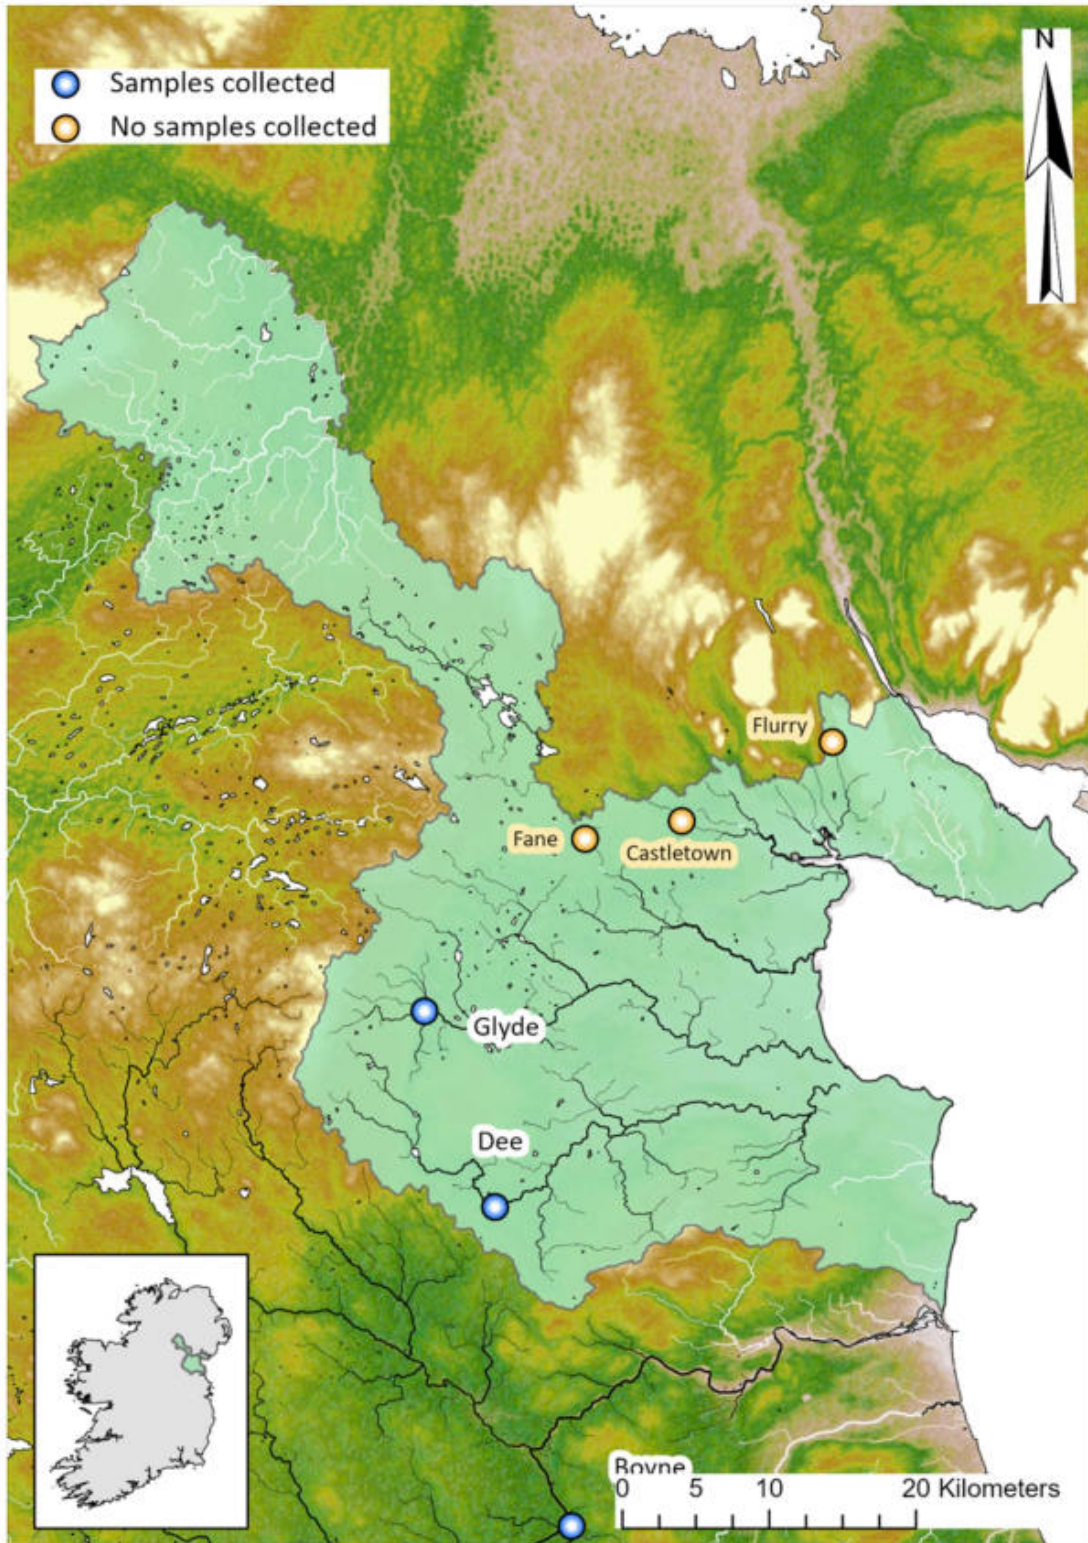 N
Samples collected
No samples collected
Flurry
Fane
Castletown
Glyde
Dee
Boyne
0 5 10 20 Kilometers